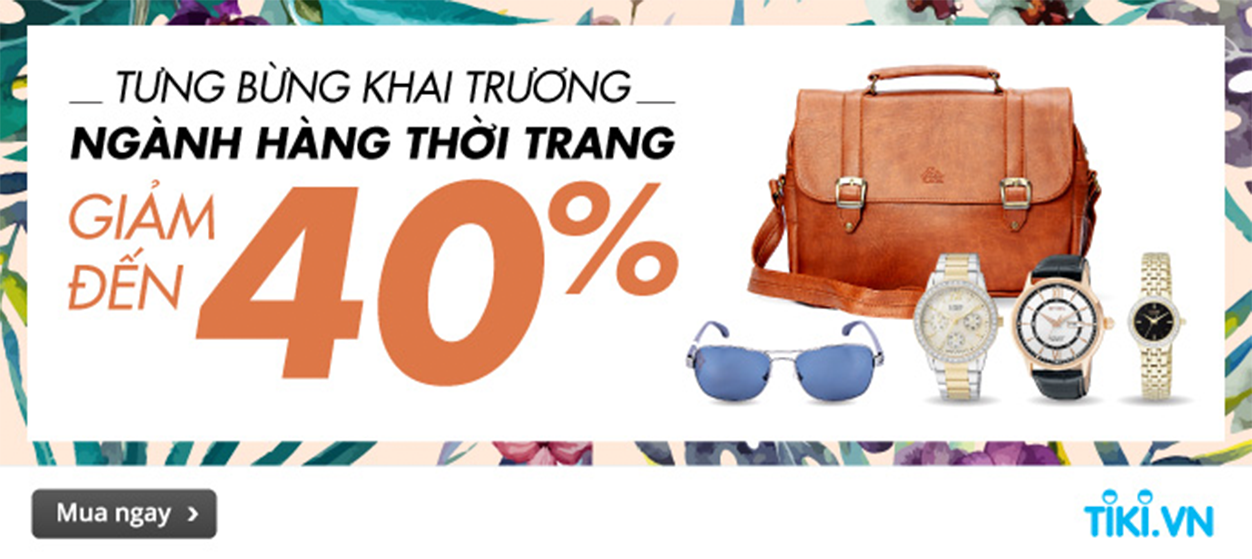 TƯNG BỪNG KHAI TRƯƠNG
NGÀNH HÀNG THỜI TRANG
GIẢM
ĐẾN
40%
Mua ngay
TiKi.VN